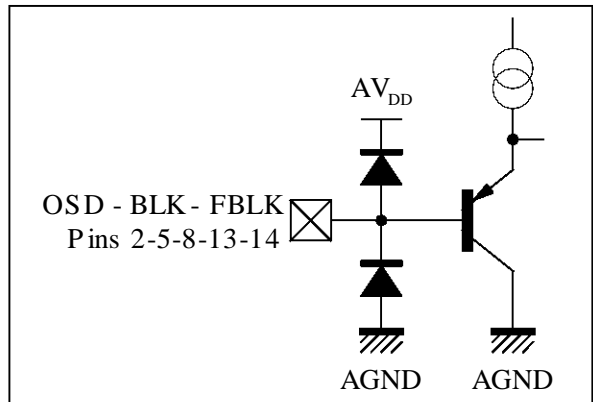 AVDD
OSD - BLK - FBLK
Pins 2-5-8-13-14
AGND
AGND